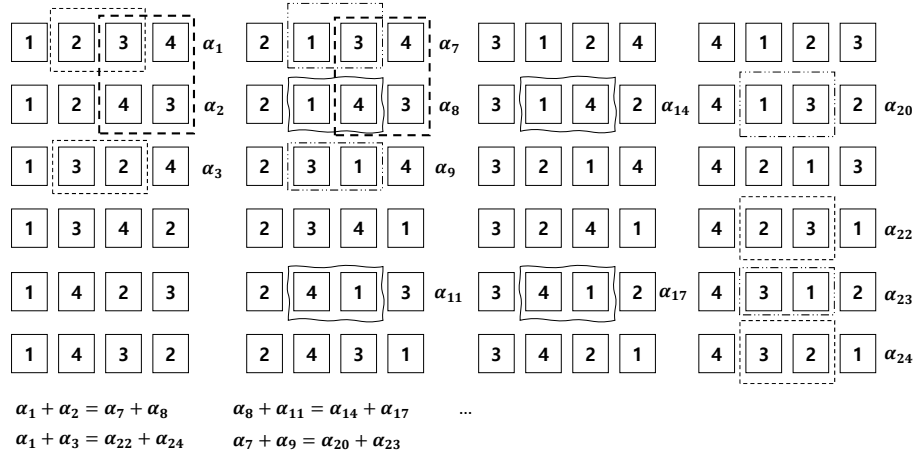 1 2 3 4 α₁ 2 1 3 4 α₇ 3 1 2 4 4 1 2 3
1 2 4 3 α₂ 2 1 4 3 α₈ 3 1 4 2 α₁₄ 4 1 3 2 α₂₀
1 3 2 4 α₃ 2 3 1 4 α₉ 3 2 1 4 4 2 1 3
1 3 4 2 2 3 4 1 3 2 4 1 4 2 3 1 α₂₂
1 4 2 3 2 4 1 3 α₁₁ 3 4 1 2 α₁₇ 4 3 1 2 α₂₃
1 4 3 2 2 4 3 1 3 4 2 1 4 3 2 1 α₂₄
α₁ + α₂ = α₇ + α₈ α₈ + α₁₁ = α₁₄ + α₁₇ ...
α₁ + α₃ = α₂₂ + α₂₄ α₇ + α₉ = α₂₀ + α₂₃